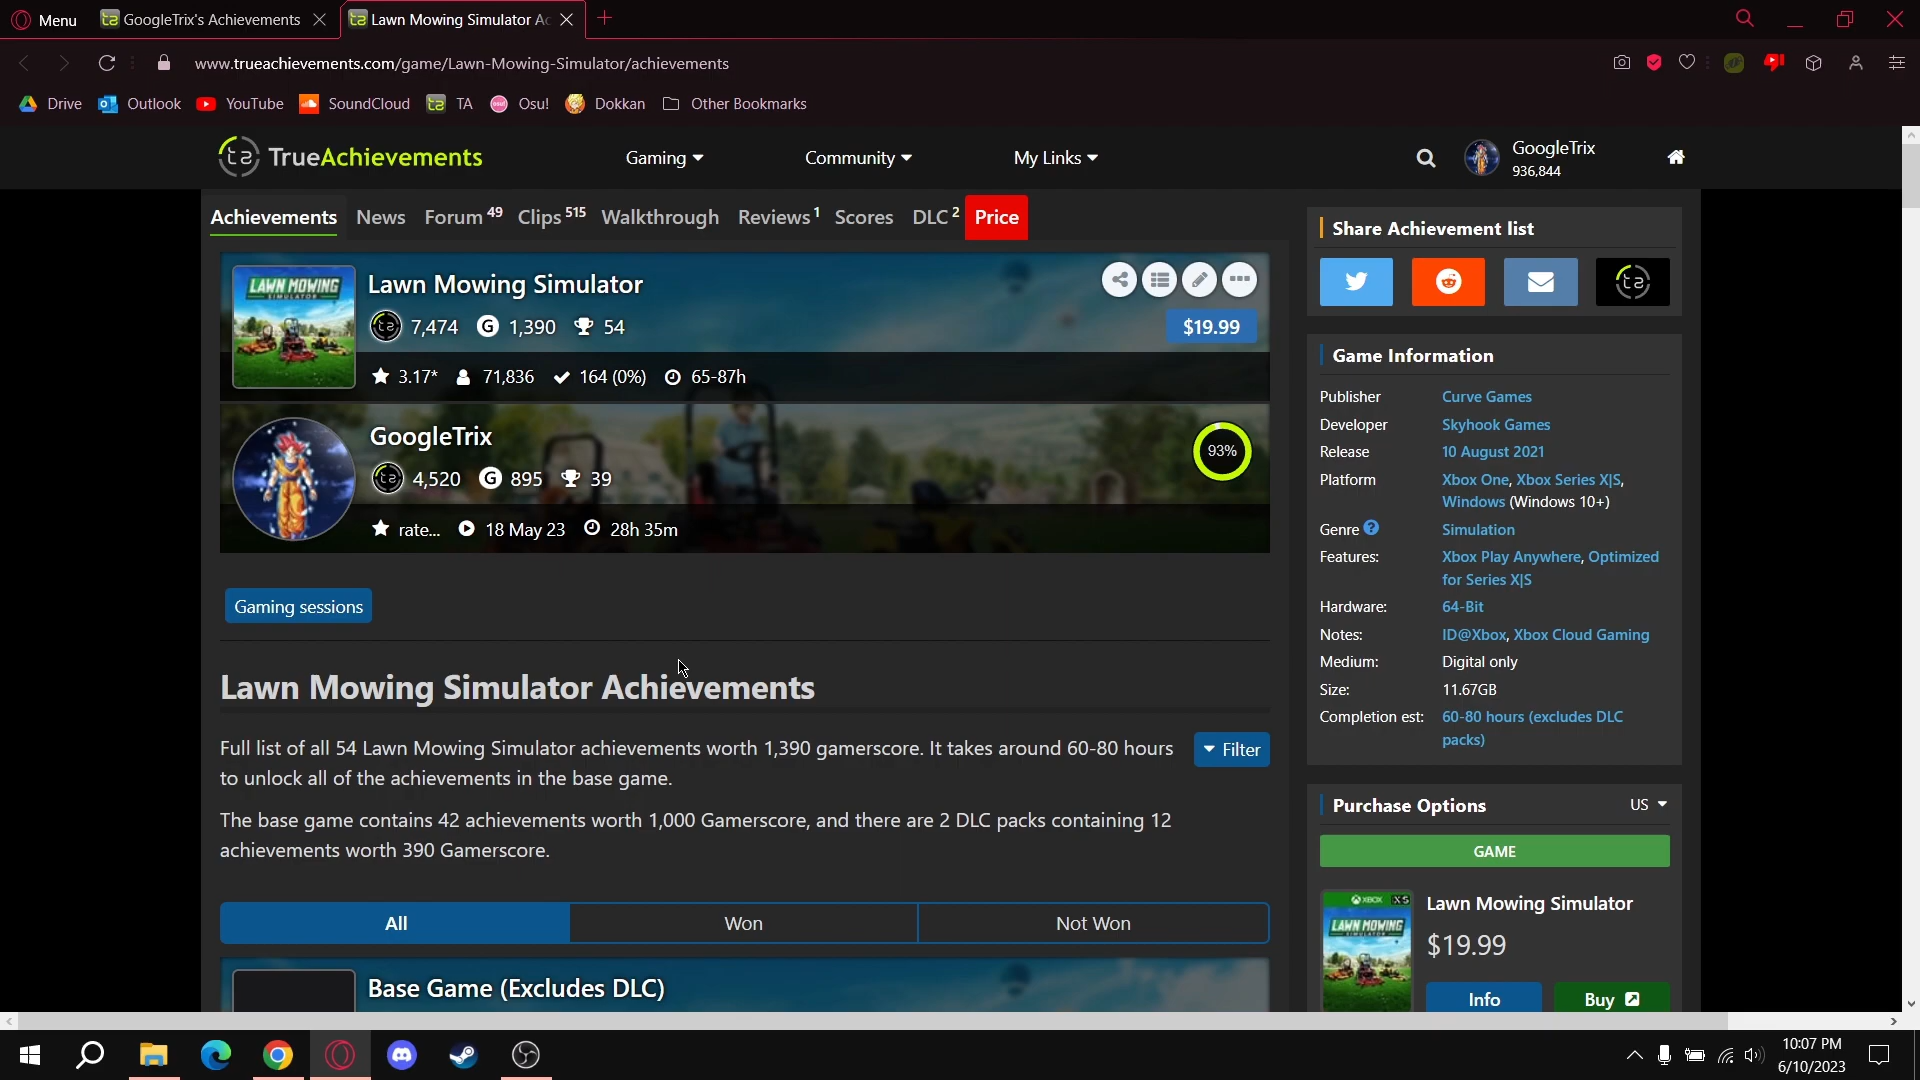 Menu
GoogleTrix's Achievements
Lawn Mowing Simulator Ac
www.trueachievements.com/game/Lawn-Mowing-Simulator/achievements
Drive Outlook YouTube SoundCloud TA Osu! Dokkan Other Bookmarks
TrueAchievements
Gaming Community My Links
GoogleTrix
936,844
Achievements News Forum 49 Clips 515 Walkthrough Reviews 1 Scores DLC 2 Price
LAWN MOWING
SIMULATOR
Lawn Mowing Simulator
7,474 G 1,390 54
$19.99
3.17* 71,836 164 (0%) 65-87h
GoogleTrix
4,520 G 895 39
93%
rate... 18 May 23 28h 35m
Gaming sessions
Lawn Mowing Simulator Achievements
Full list of all 54 Lawn Mowing Simulator achievements worth 1,390 gamerscore. It takes around 60-80 hours
to unlock all of the achievements in the base game.
Filter
The base game contains 42 achievements worth 1,000 Gamerscore, and there are 2 DLC packs containing 12
achievements worth 390 Gamerscore.
All Won Not Won
Base Game (Excludes DLC)
Share Achievement list
Game Information
Publisher Curve Games
Developer Skyhook Games
Release 10 August 2021
Platform Xbox One, Xbox Series X|S,
Windows (Windows 10+)
Genre ? Simulation
Features: Xbox Play Anywhere, Optimized
for Series X|S
Hardware: 64-Bit
Notes: ID@Xbox, Xbox Cloud Gaming
Medium: Digital only
Size: 11.67GB
Completion est: 60-80 hours (excludes DLC
packs)
Purchase Options US
GAME
XBOX X S
LAWN MOWING
SIMULATOR
Lawn Mowing Simulator
$19.99
Info Buy
10:07 PM
6/10/2023